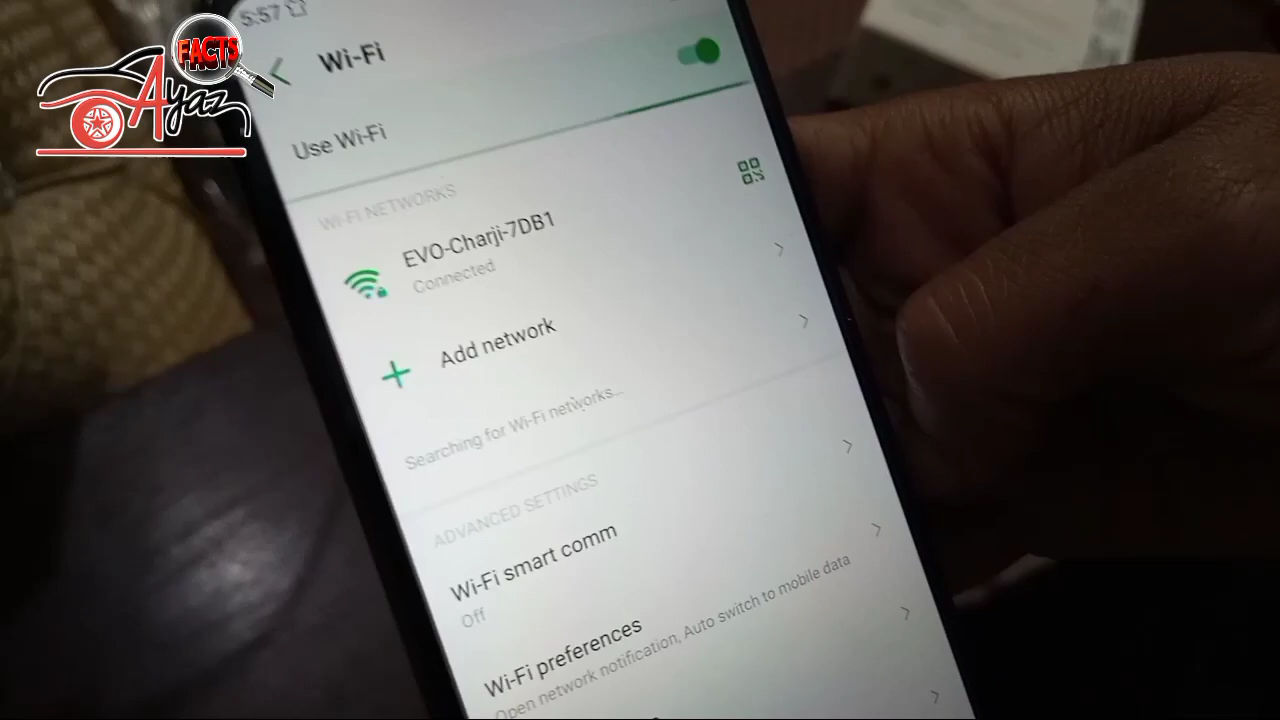 5:57
FACTS
Ayaz
Wi-Fi
Use Wi-Fi
WI-FI NETWORKS
EVO-Charji-7DB1
Connected
Add network
Searching for Wi-Fi networks...
ADVANCED SETTINGS
Wi-Fi smart comm
Off
Wi-Fi preferences
Open network notification, Auto switch to mobile data